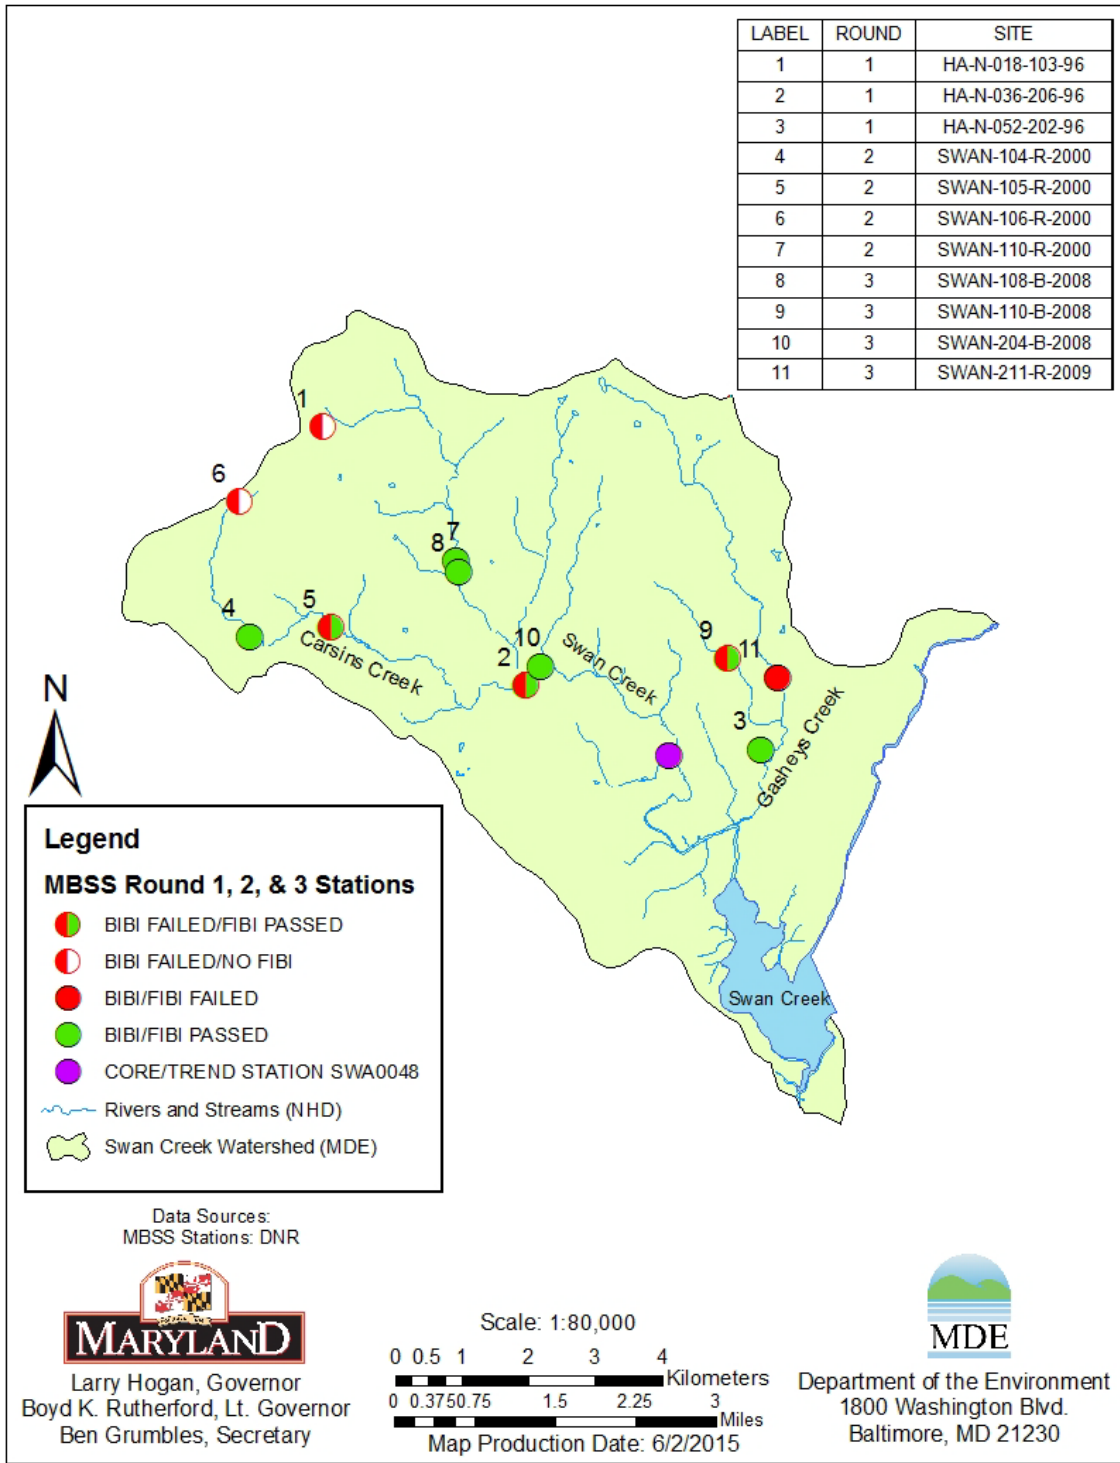 LABEL ROUND SITE
1 1 HA-N-018-103-96
2 1 HA-N-036-206-96
3 1 HA-N-052-202-96
4 2 SWAN-104-R-2000
5 2 SWAN-105-R-2000
6 2 SWAN-106-R-2000
7 2 SWAN-110-R-2000
8 3 SWAN-108-B-2008
9 3 SWAN-110-B-2008
10 3 SWAN-204-B-2008
11 3 SWAN-211-R-2009
1
6
7
8
4
5
Carsins Creek
2
10
Swan Creek
9
11
3
Gasheys Creek
Swan Creek
N
Legend
MBSS Round 1, 2, & 3 Stations
BIBI FAILED/FIBI PASSED
BIBI FAILED/NO FIBI
BIBI/FIBI FAILED
BIBI/FIBI PASSED
CORE/TREND STATION SWA0048
Rivers and Streams (NHD)
Swan Creek Watershed (MDE)
Data Sources:
MBSS Stations: DNR
MARYLAND
Larry Hogan, Governor
Boyd K. Rutherford, Lt. Governor
Ben Grumbles, Secretary
Scale: 1:80,000
0 0.5 1 2 3 4
Kilometers
0 0.375 0.75 1.5 2.25 3
Miles
Map Production Date: 6/2/2015
MDE
Department of the Environment
1800 Washington Blvd.
Baltimore, MD 21230